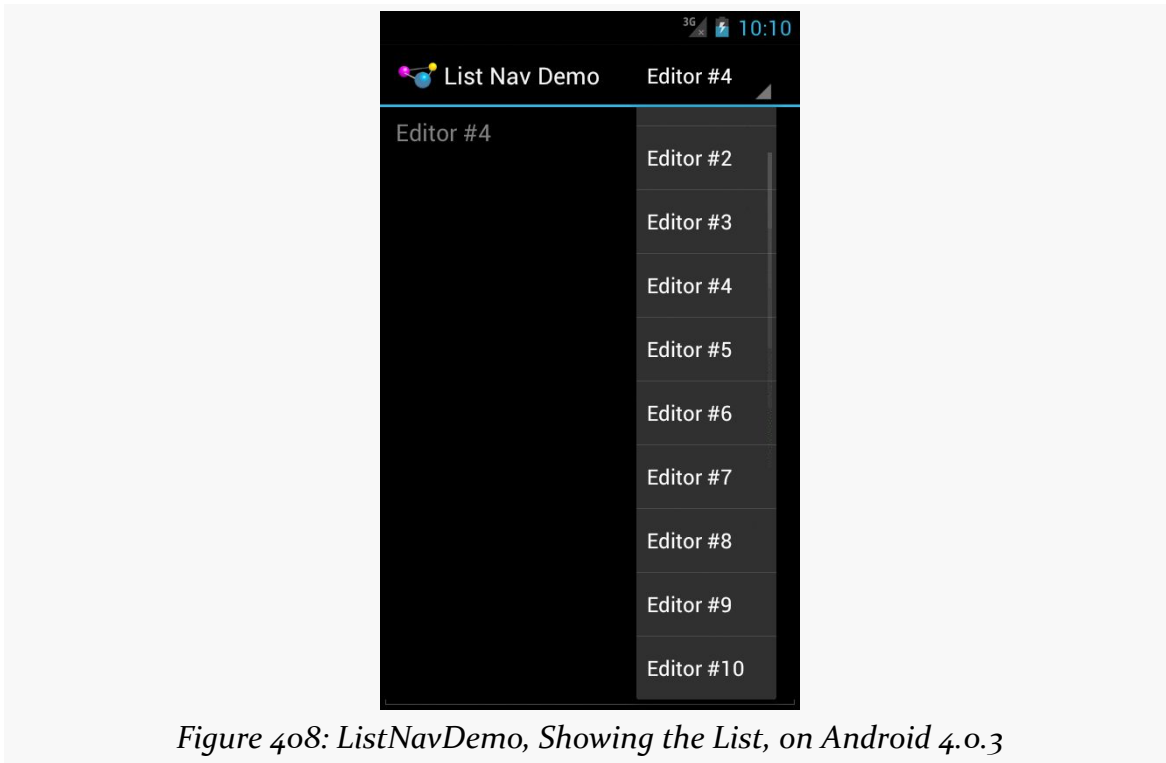 3G 10:10
List Nav Demo Editor #4
Editor #4
Editor #2
Editor #3
Editor #4
Editor #5
Editor #6
Editor #7
Editor #8
Editor #9
Editor #10
Figure 408: ListNavDemo, Showing the List, on Android 4.0.3